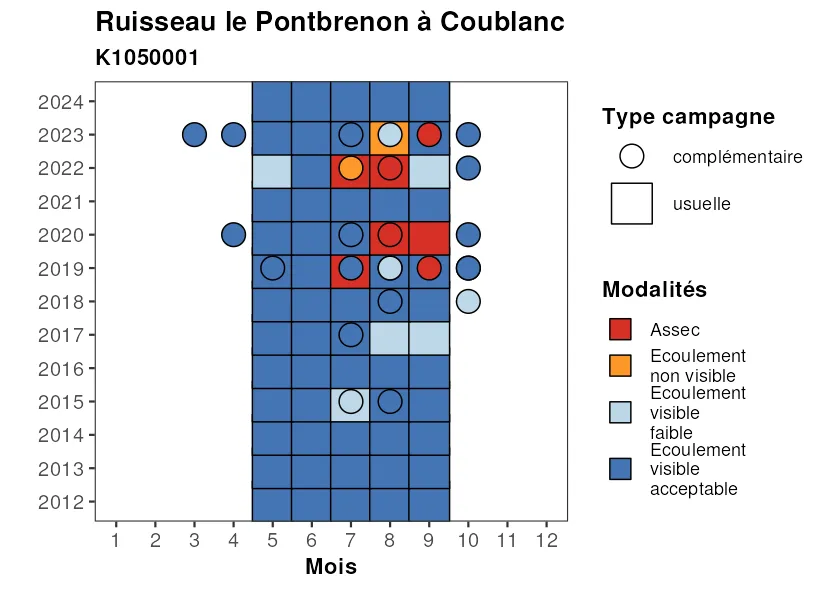 Ruisseau le Pontbrenon à Coublanc
K1050001
2024
2023
2022
2021
2020
2019
2018
2017
2016
2015
2014
2013
2012
1 2 3 4 5 6 7 8 9 10 11 12
Mois
Type campagne
complémentaire
usuelle
Modalités
Assec
Ecoulement
non visible
Ecoulement
visible
faible
Ecoulement
visible
acceptable